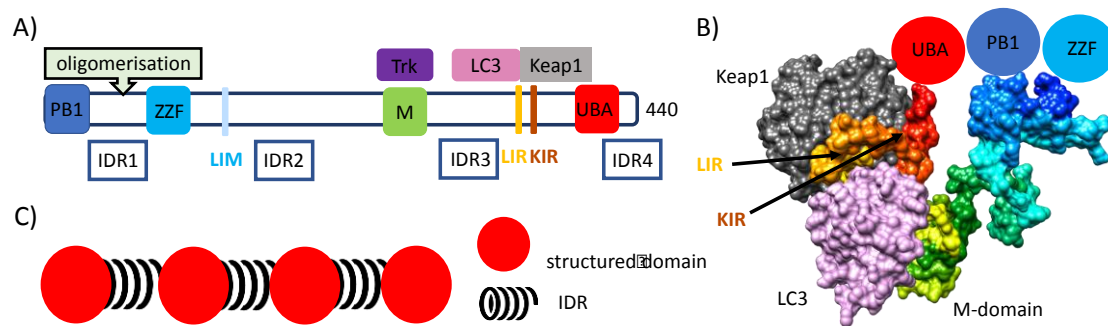 A)
oligomerisation
Trk
LC3
Keap1
PB1
ZZF
M
UBA
440
LIM
LIR
KIR
IDR1
IDR2
IDR3
IDR4
B)
UBA
PB1
ZZF
Keap1
LIR
KIR
LC3
M-domain
C)
structured domain
IDR